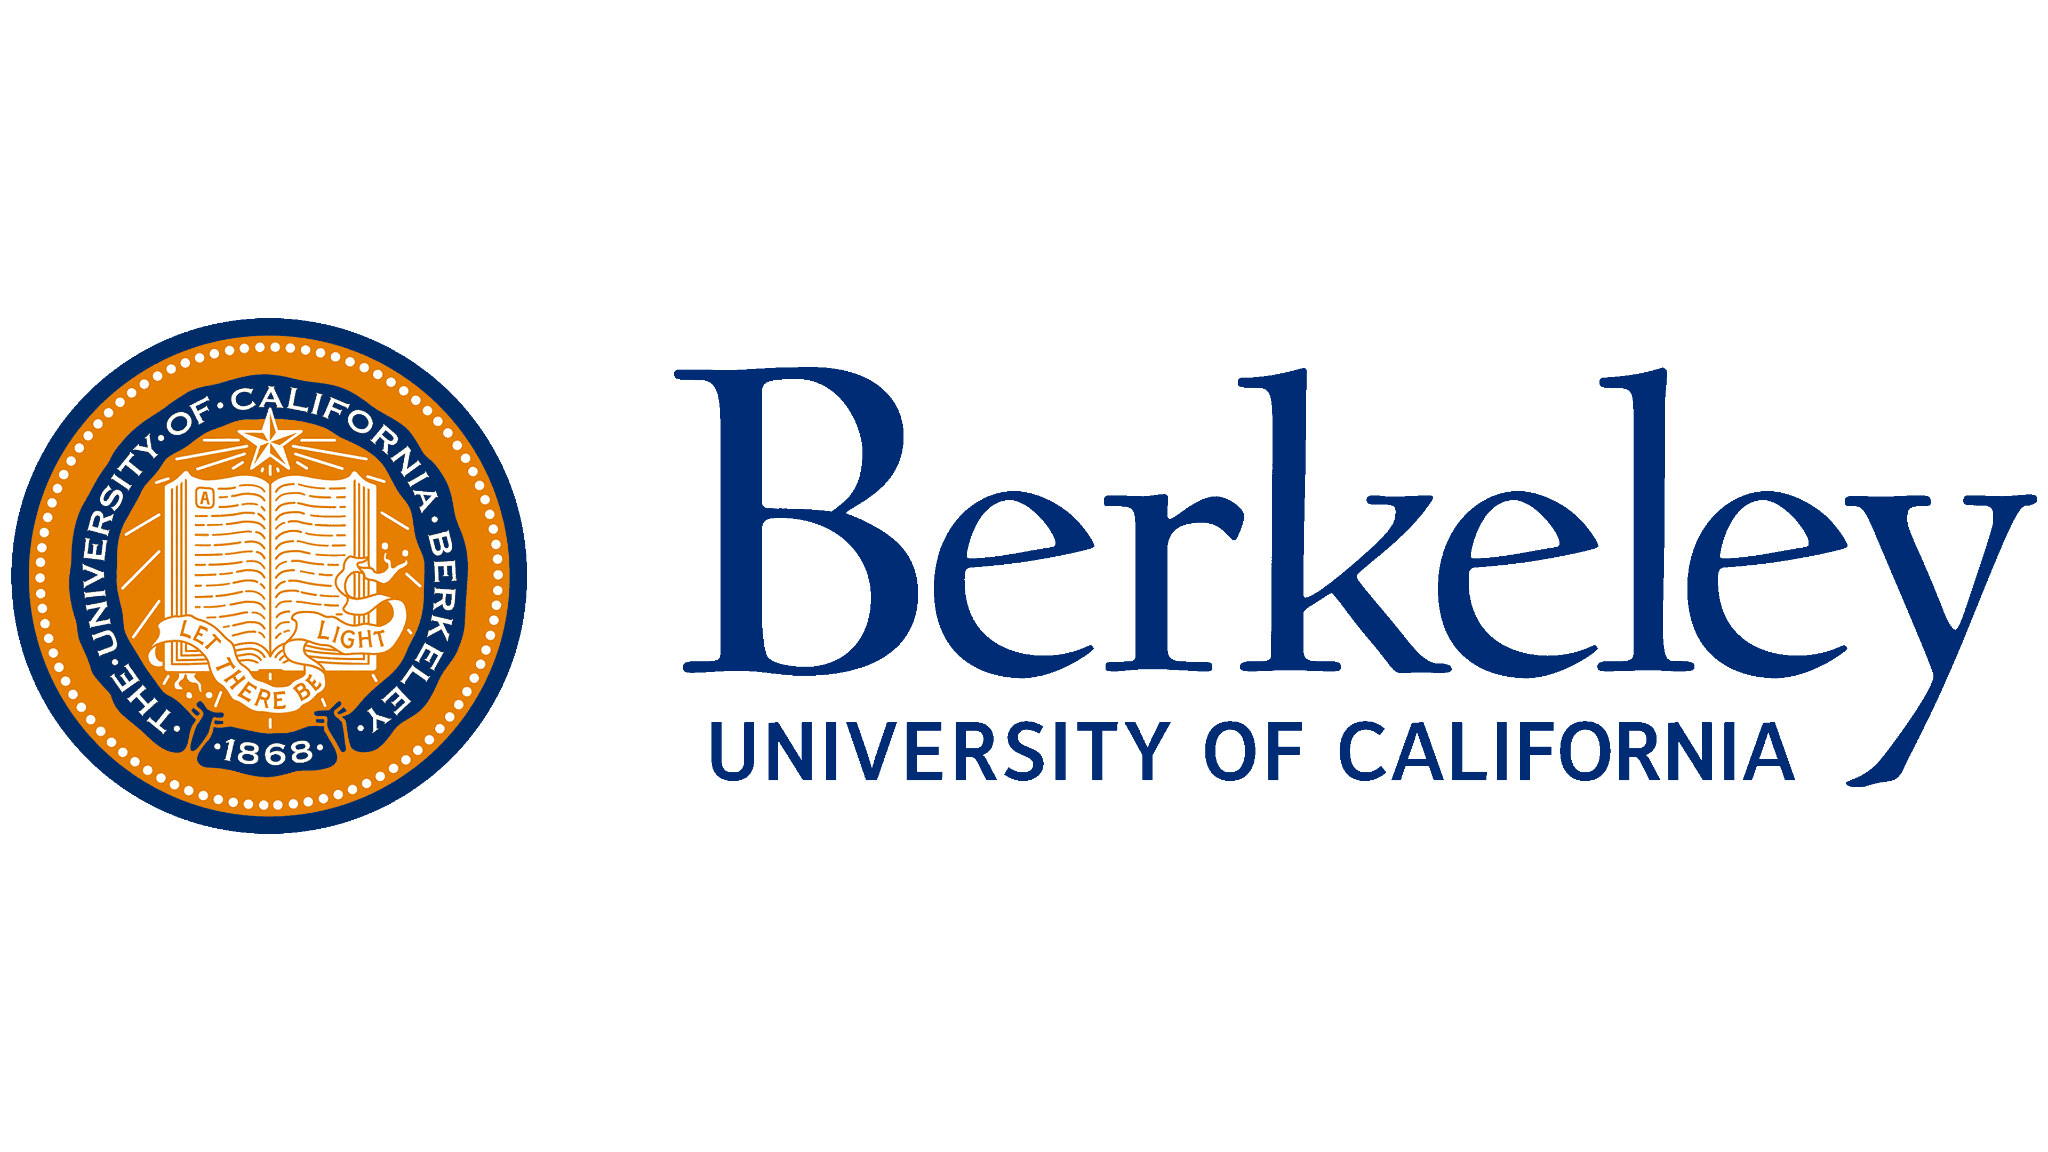 THE·UNIVERSITY·OF·CALIFORNIA·BERKELEY
A
LET THERE BE LIGHT
·1868·
Berkeley
UNIVERSITY OF CALIFORNIA